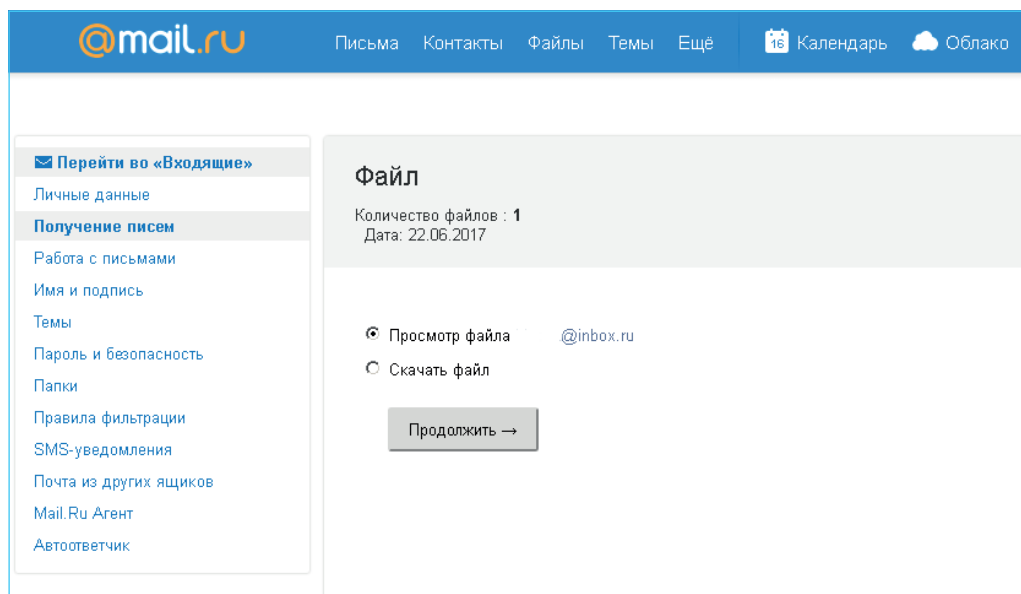 @mail.ru Письма Контакты Файлы Темы Ещё 16 Календарь Облако
Перейти во «Входящие»
Личные данные
Получение писем
Работа с письмами
Имя и подпись
Темы
Пароль и безопасность
Папки
Правила фильтрации
SMS-уведомления
Почта из других ящиков
Mail.Ru Агент
Автоответчик
Файл
Количество файлов : 1
Дата: 22.06.2017
Просмотр файла @inbox.ru
Скачать файл
Продолжить →